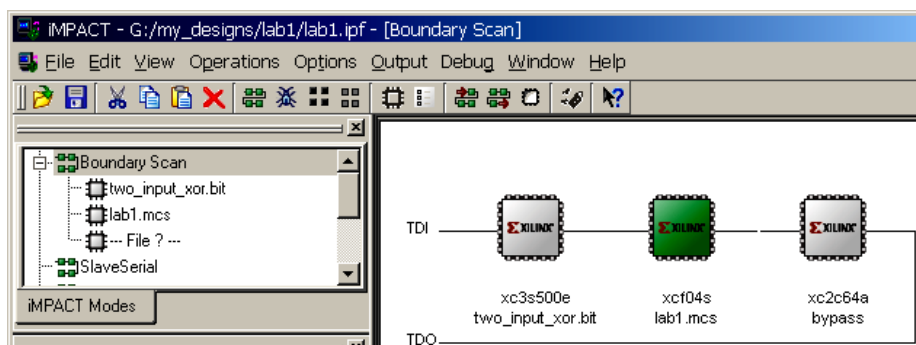 iMPACT - G:/my_designs/lab1/lab1.ipf - [Boundary Scan]
File Edit View Operations Options Output Debug Window Help
Boundary Scan
two_input_xor.bit
lab1.mcs
--- File ? ---
SlaveSerial
iMPACT Modes
TDI
XILINX XILINX XILINX
xc3s500e xcf04s xc2c64a
two_input_xor.bit lab1.mcs bypass
TDO